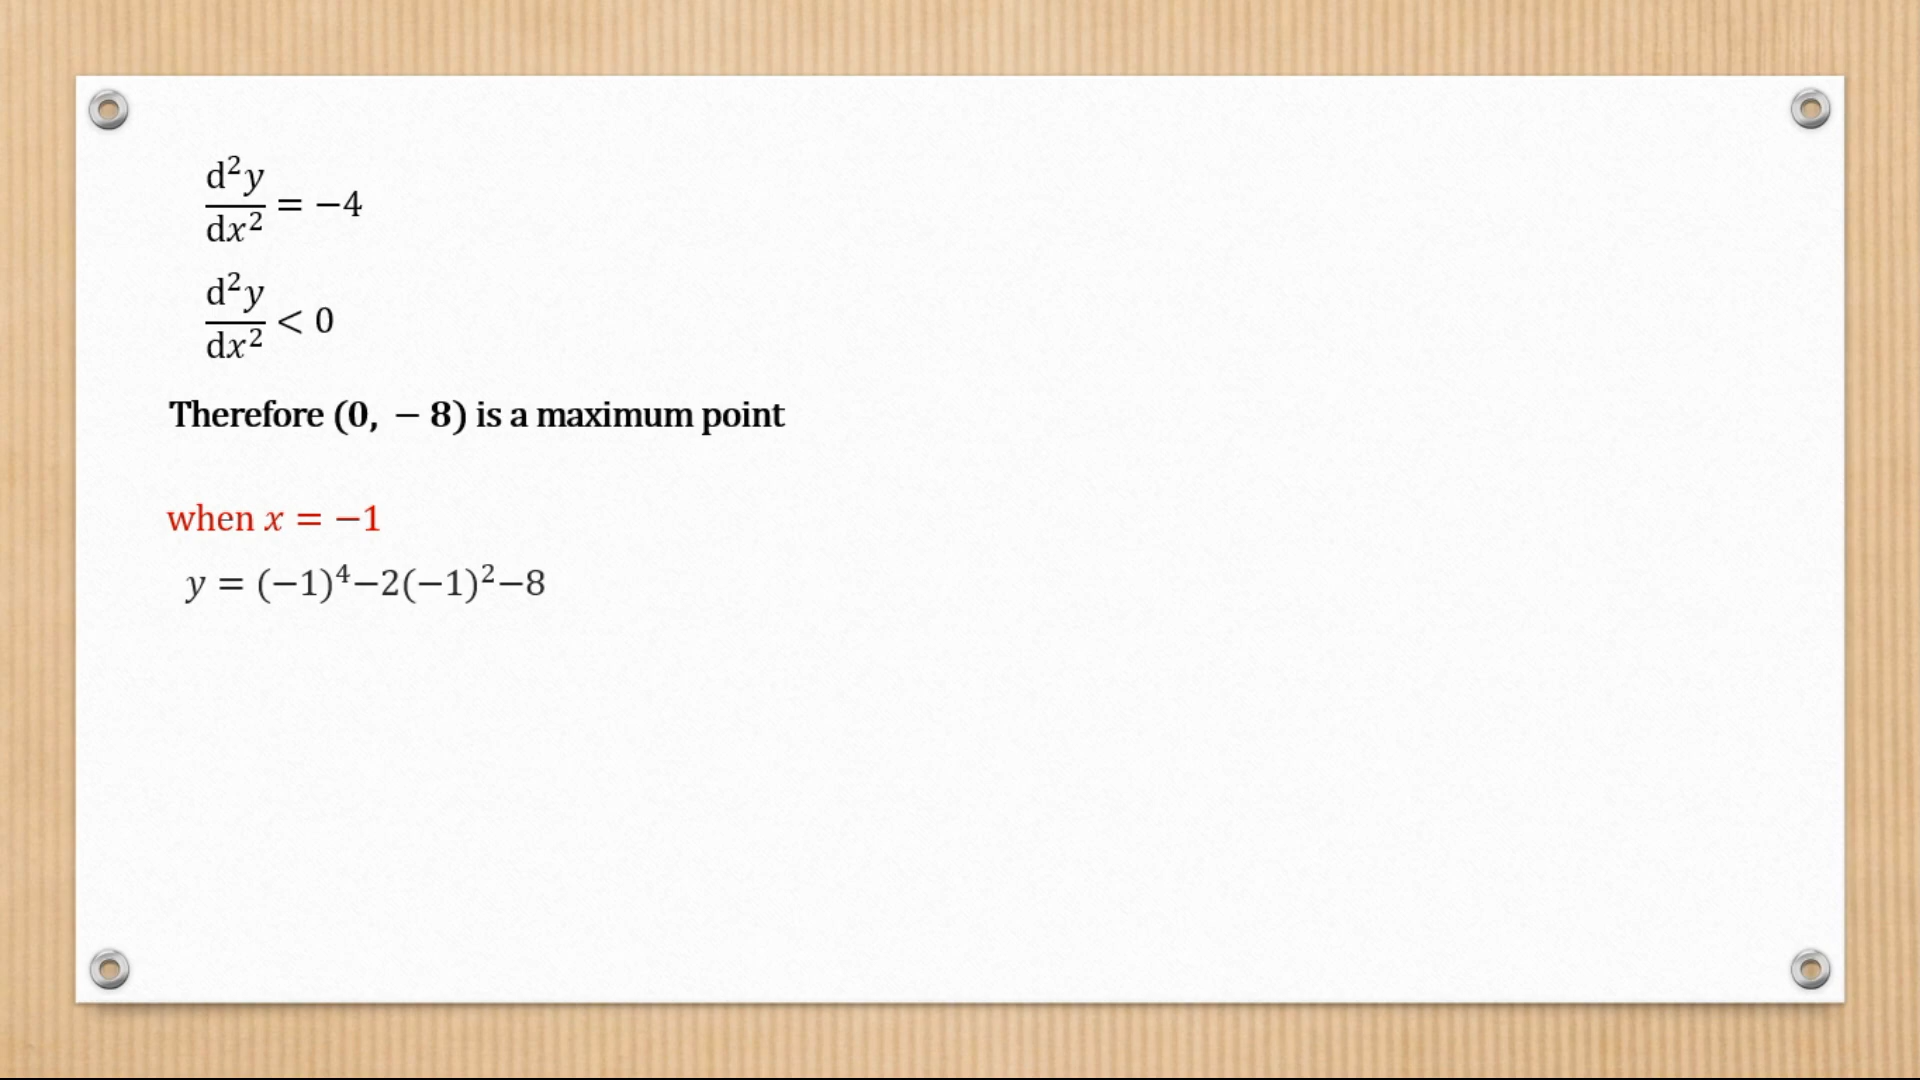 d²y/dx² = −4
d²y/dx² < 0
Therefore (0, − 8) is a maximum point
when x = −1
y = (−1)⁴−2(−1)²−8